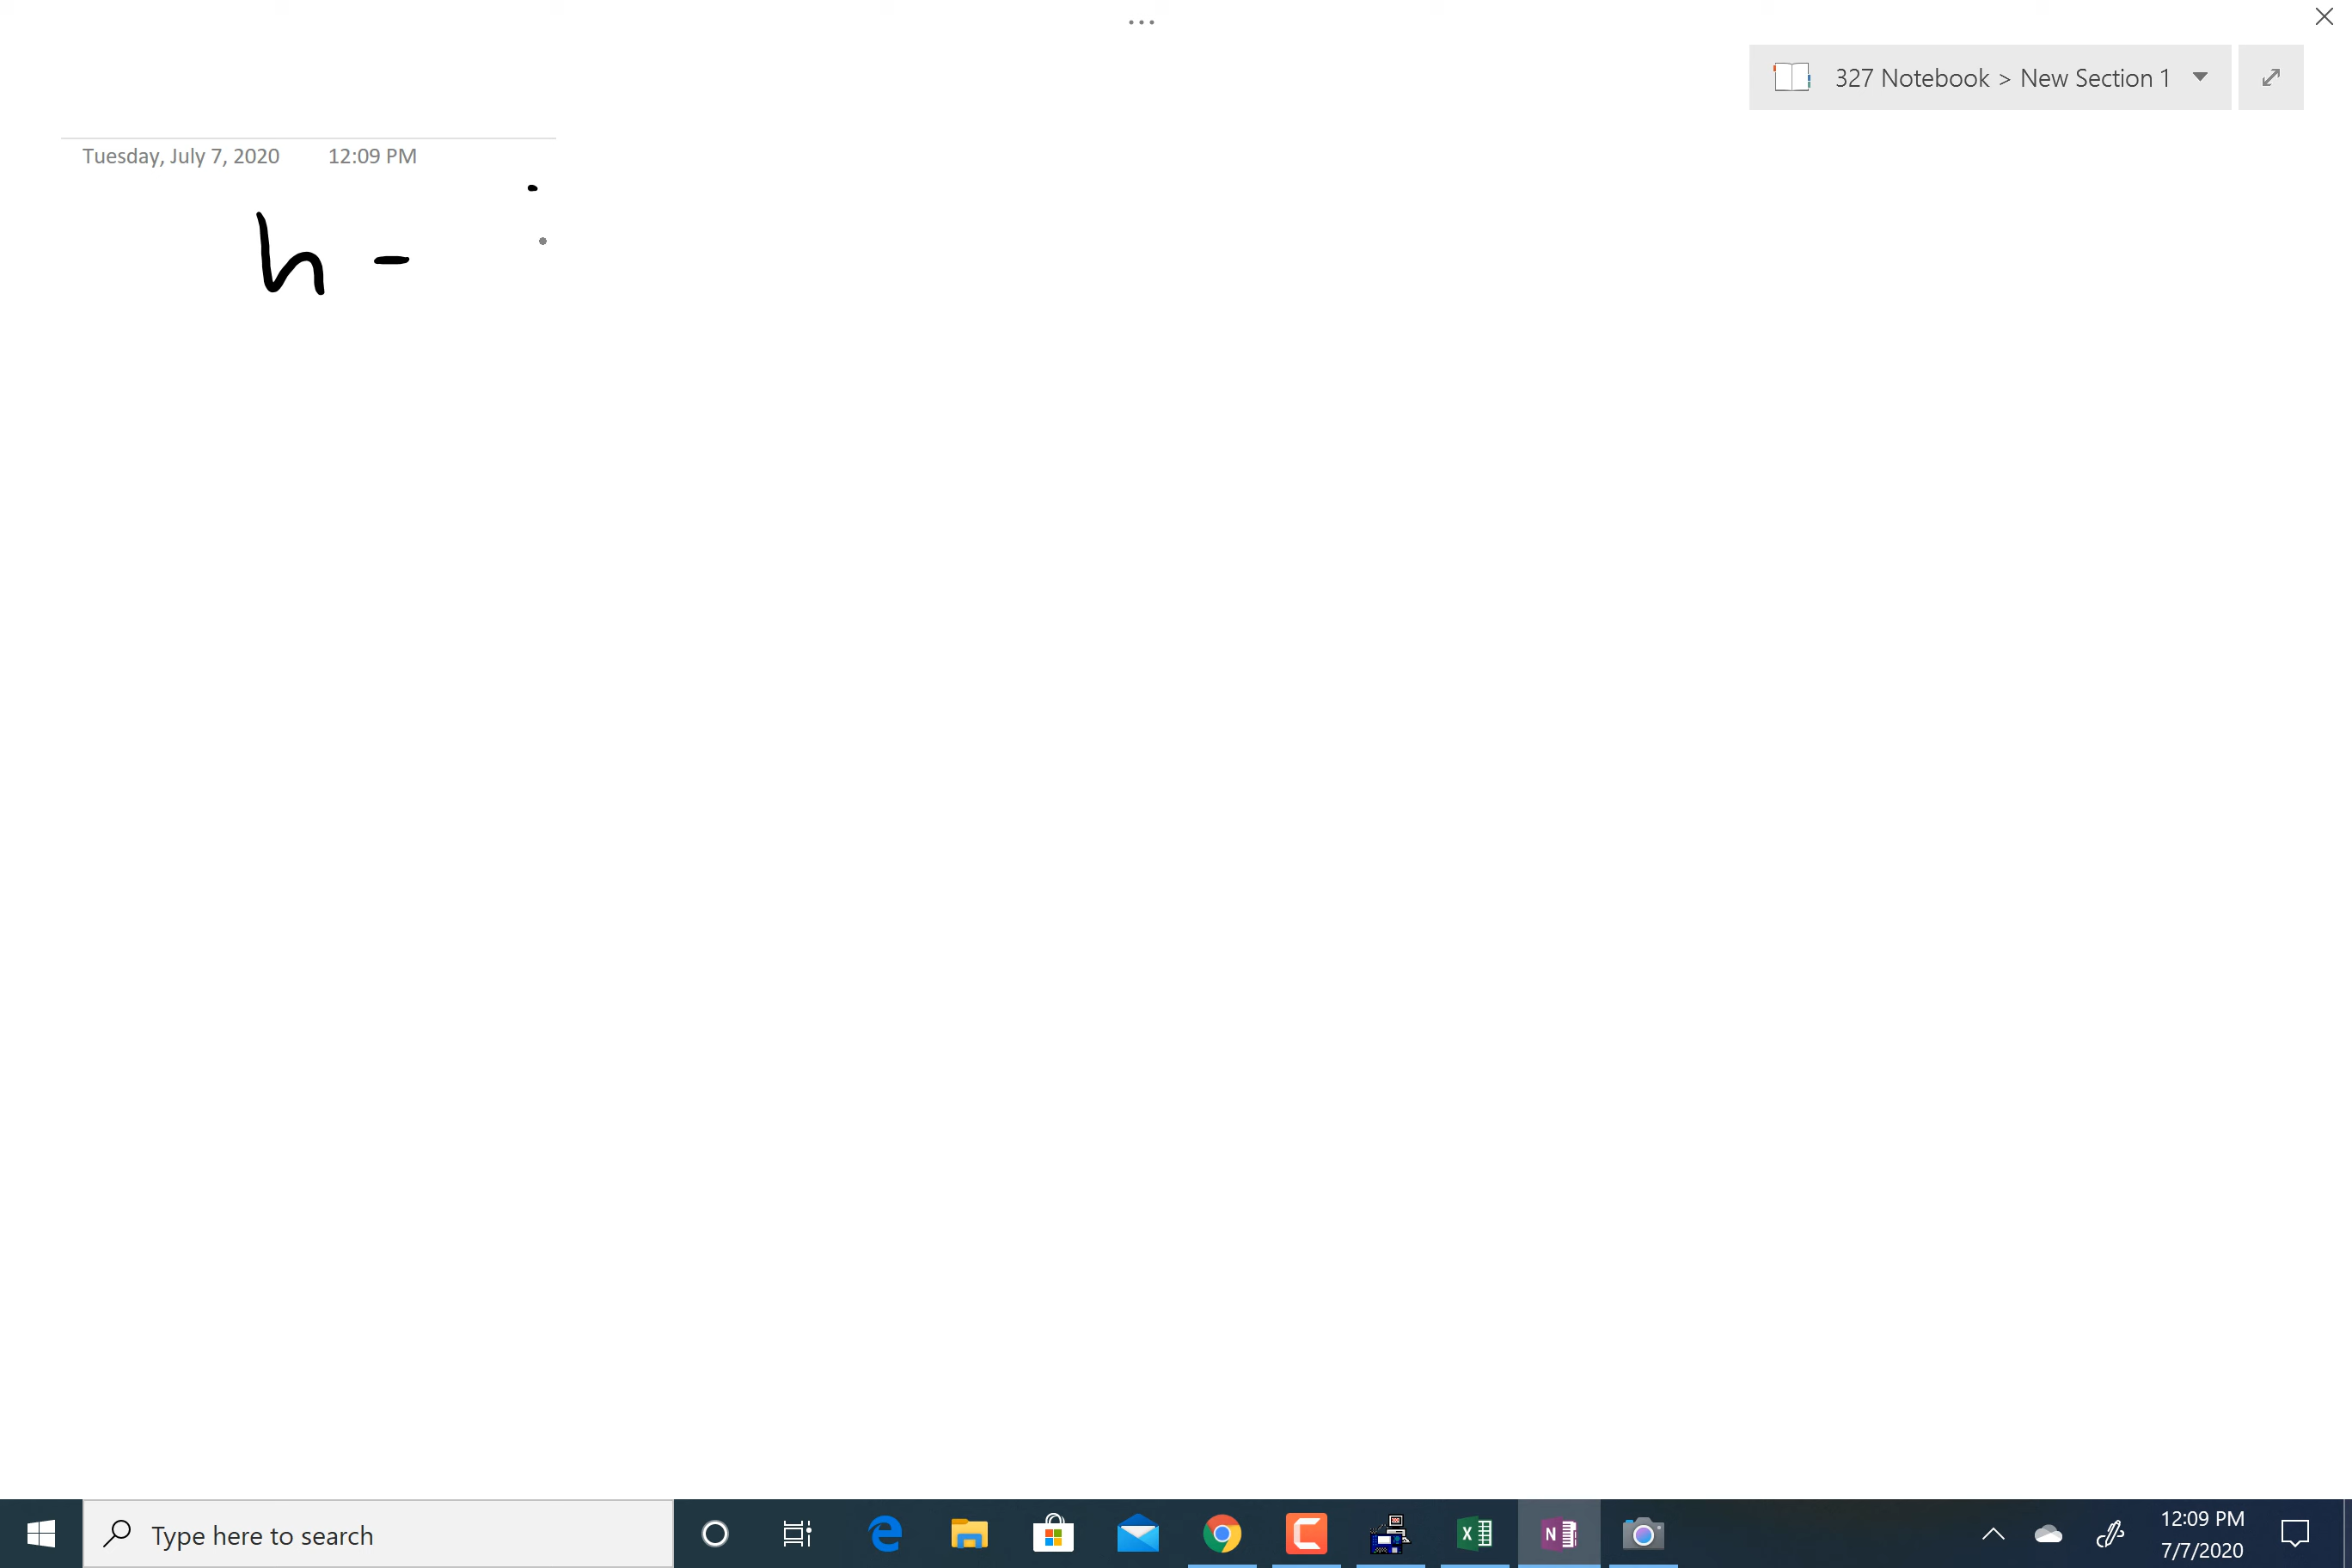 327 Notebook > New Section 1
Tuesday, July 7, 2020 12:09 PM
h -
Type here to search
12:09 PM
7/7/2020